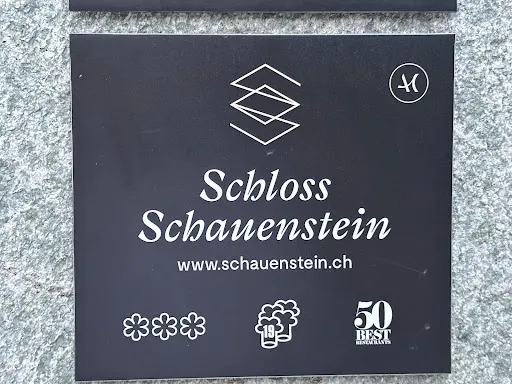 Schloss
Schauenstein
www.schauenstein.ch
19
50
BEST
RESTAURANTS